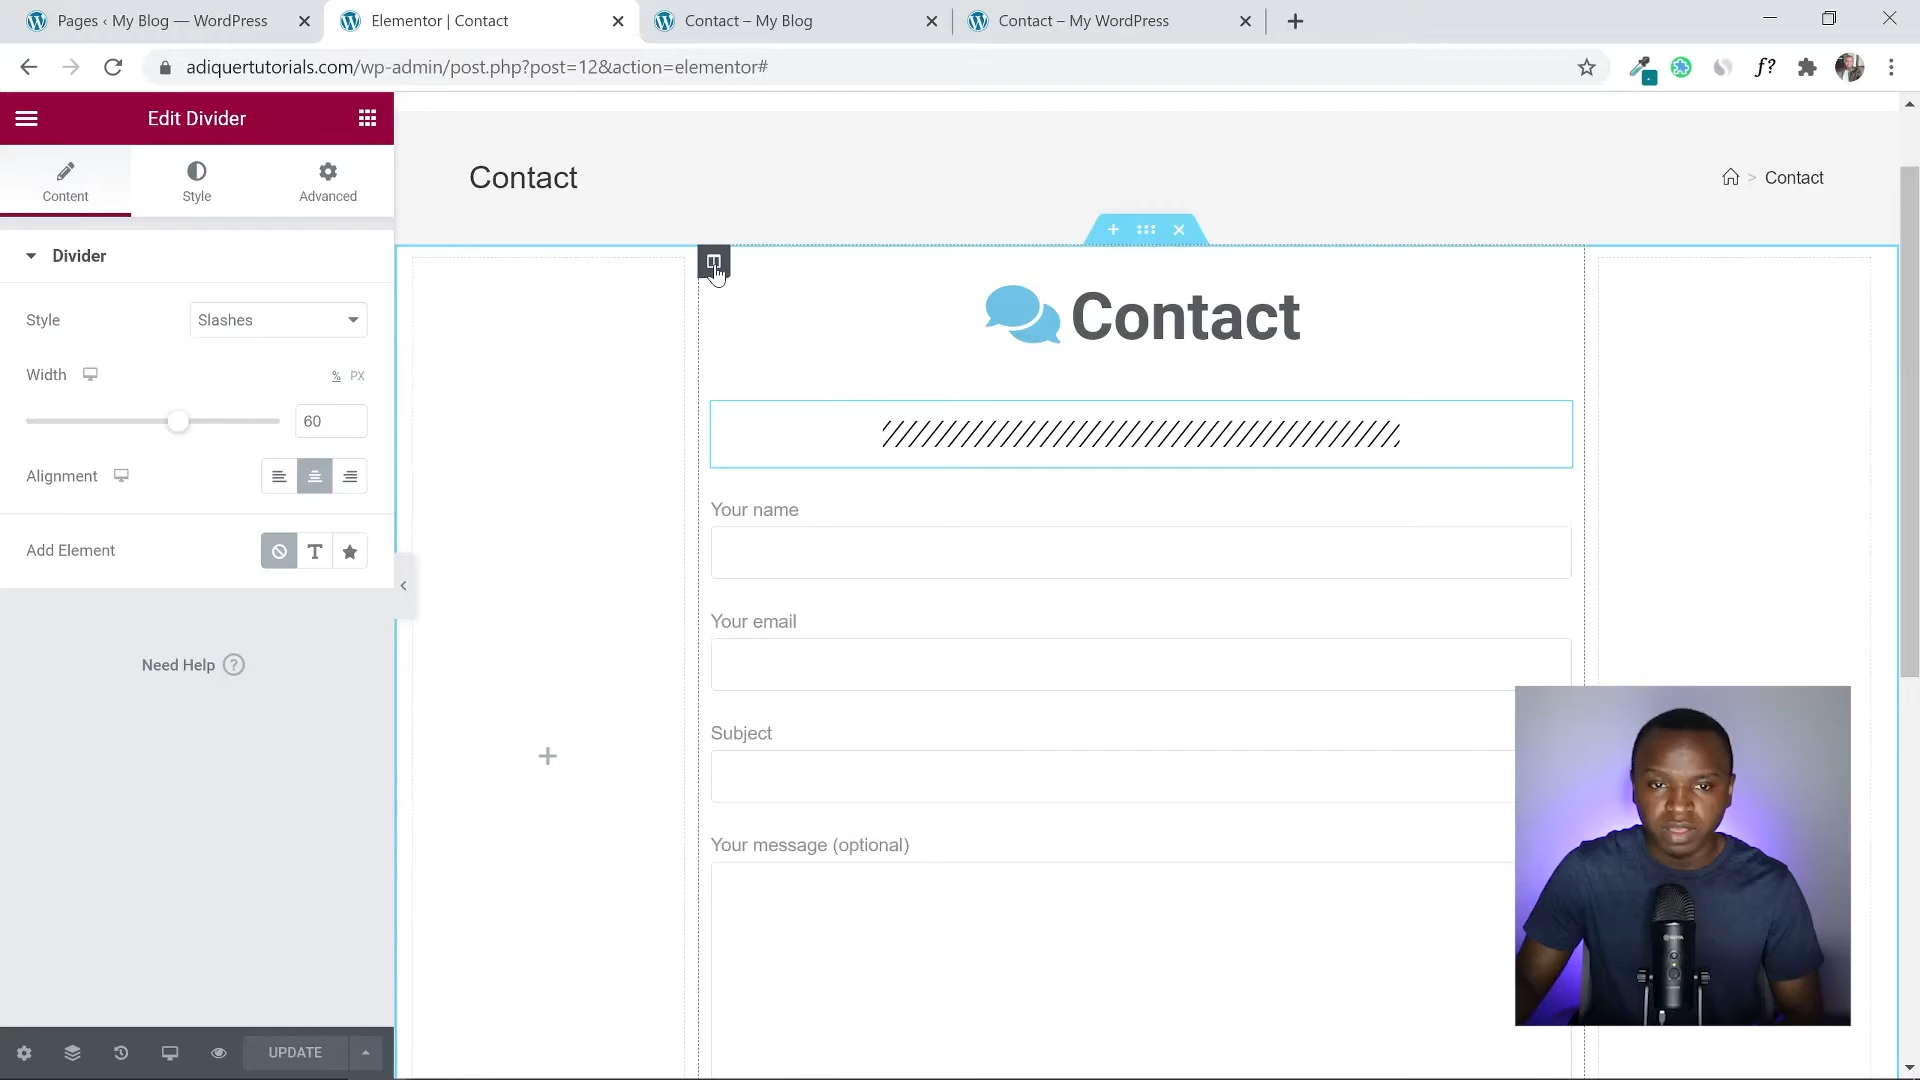 Pages ‹ My Blog — WordPress
Elementor | Contact
Contact – My Blog
Contact – My WordPress
adiquertutorials.com/wp-admin/post.php?post=12&action=elementor#
f?
Edit Divider
Content
Style
Advanced
Contact
> Contact
Divider
Style
Slashes
Width
% PX
60
Alignment
Add Element
T
Need Help ?
UPDATE
Contact
Your name
Your email
Subject
Your message (optional)